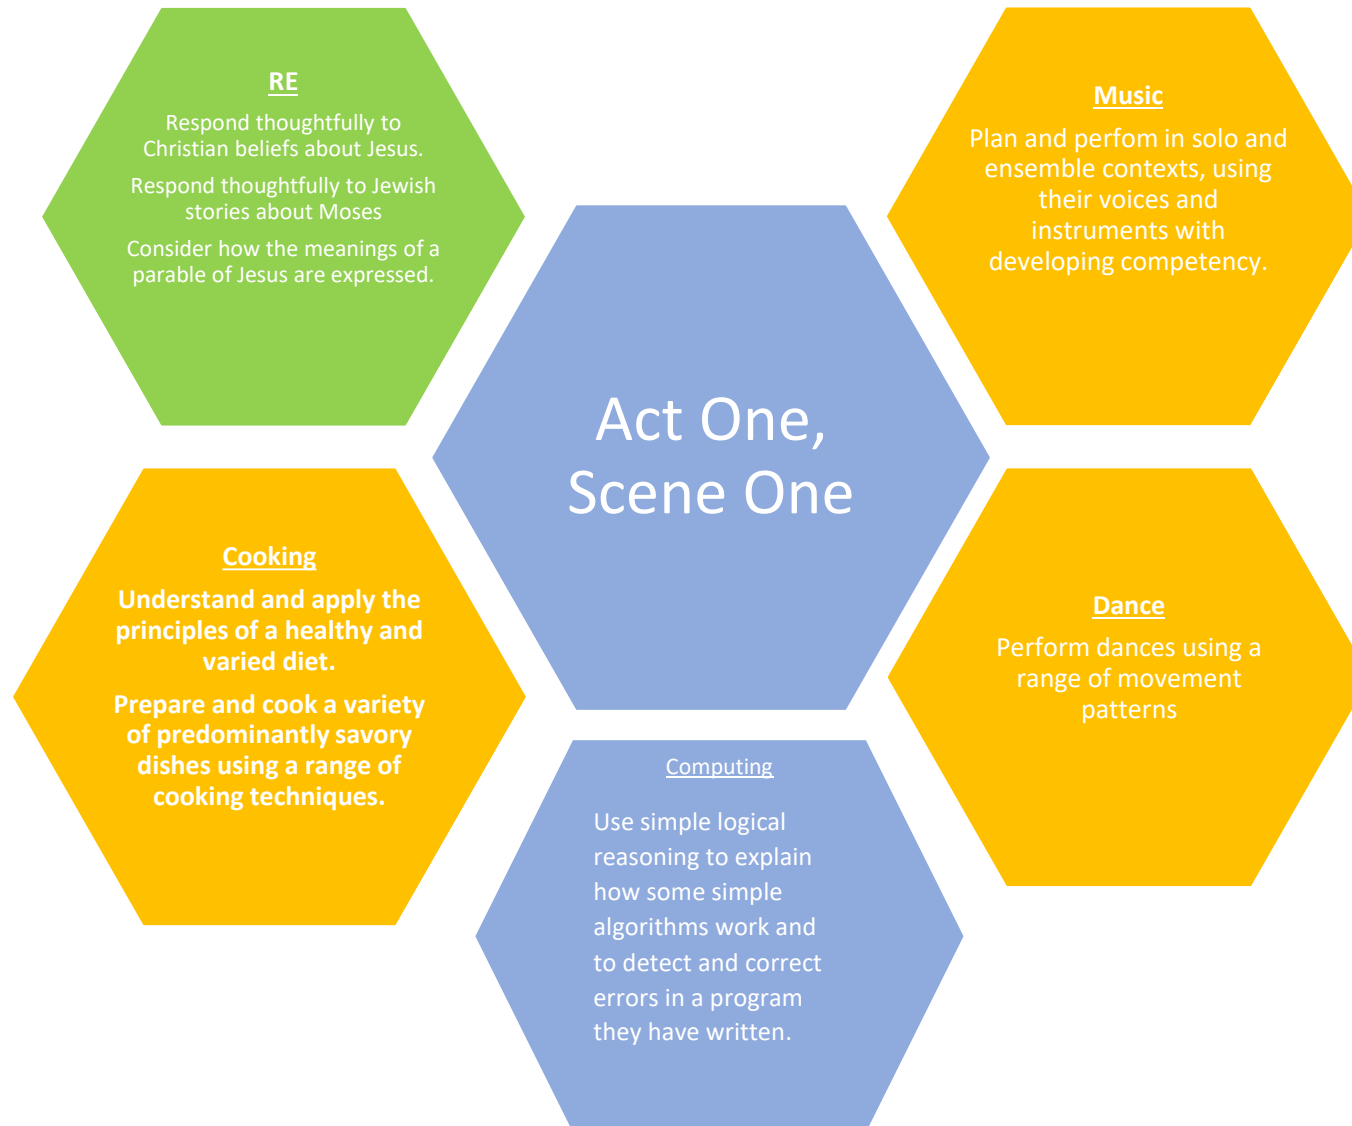 RE
Respond thoughtfully to
Christian beliefs about Jesus.
Respond thoughtfully to Jewish
stories about Moses
Consider how the meanings of a
parable of Jesus are expressed.
Music
Plan and perfom in solo and
ensemble contexts, using
their voices and
instruments with
developing competency.
Act One,
Scene One
Cooking
Understand and apply the
principles of a healthy and
varied diet.
Prepare and cook a variety
of predominantly savory
dishes using a range of
cooking techniques.
Dance
Perform dances using a
range of movement
patterns
Computing
Use simple logical
reasoning to explain
how some simple
algorithms work and
to detect and correct
errors in a program
they have written.